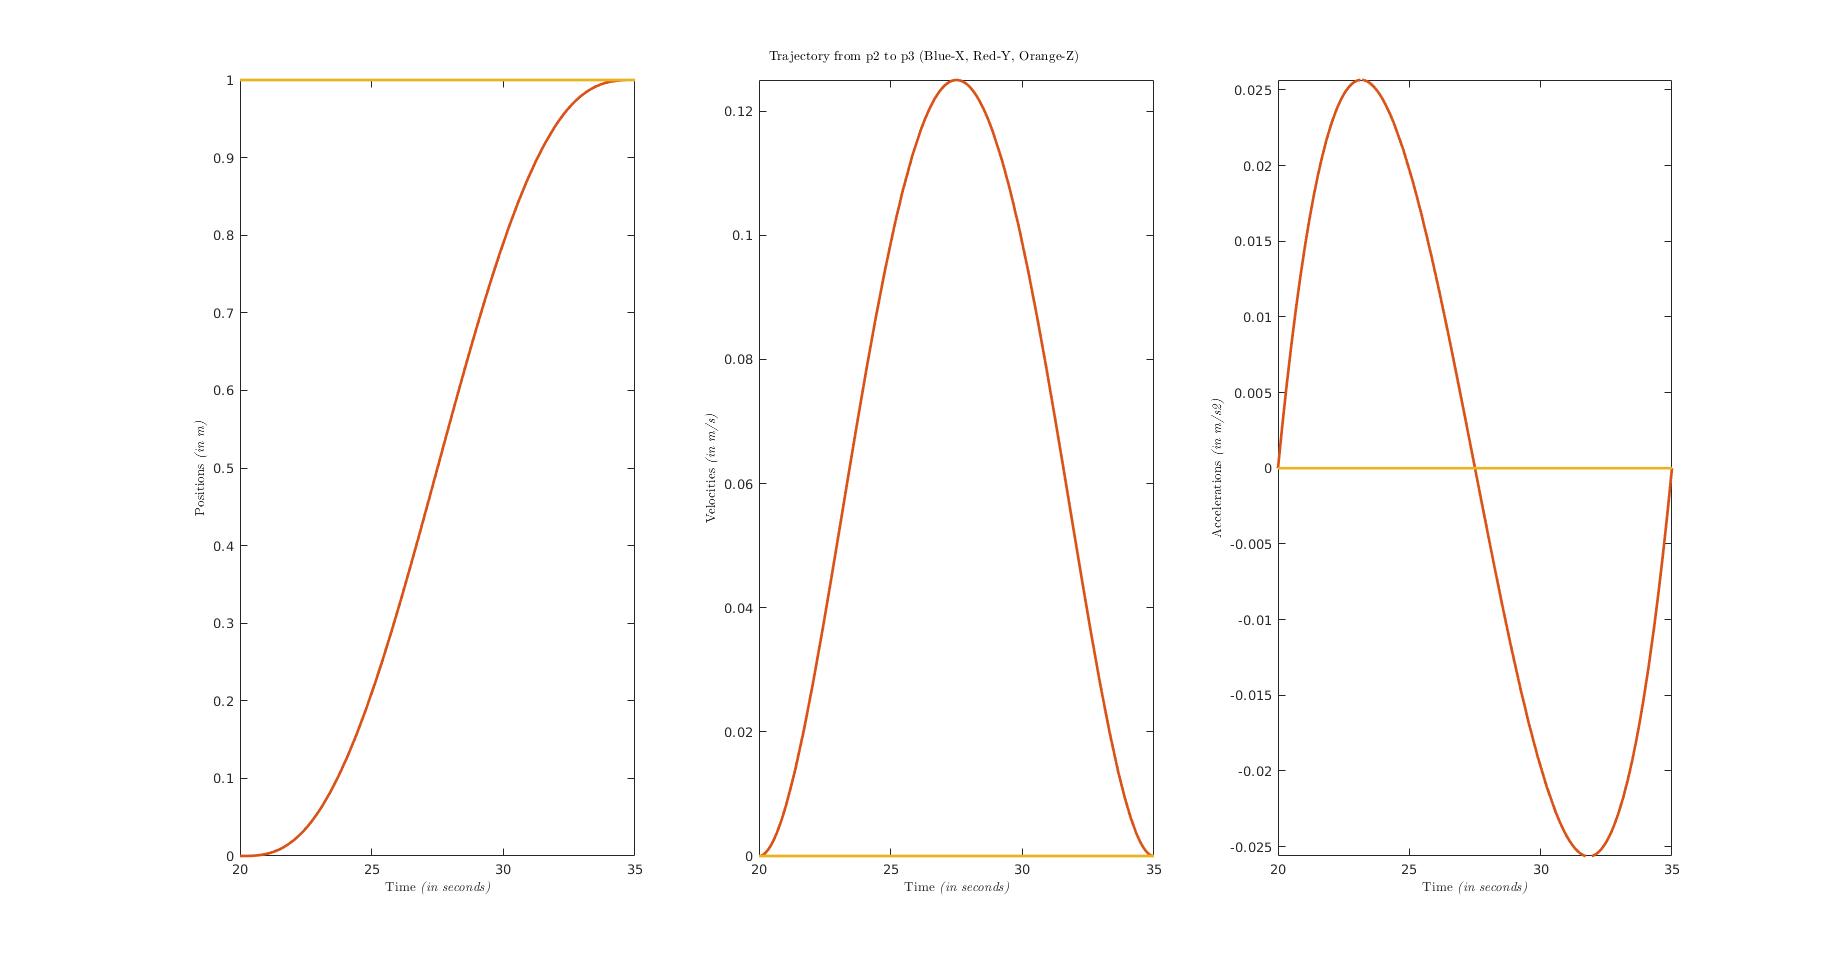 Trajectory from p2 to p3 (Blue-X, Red-Y, Orange-Z)
Positions (in m)
1
0.9
0.8
0.7
0.6
0.5
0.4
0.3
0.2
0.1
0
20 25 30 35
Time (in seconds)
Velocities (in m/s)
0.12
0.1
0.08
0.06
0.04
0.02
0
20 25 30 35
Time (in seconds)
Accelerations (in m/s2)
0.025
0.02
0.015
0.01
0.005
0
-0.005
-0.01
-0.015
-0.02
-0.025
20 25 30 35
Time (in seconds)